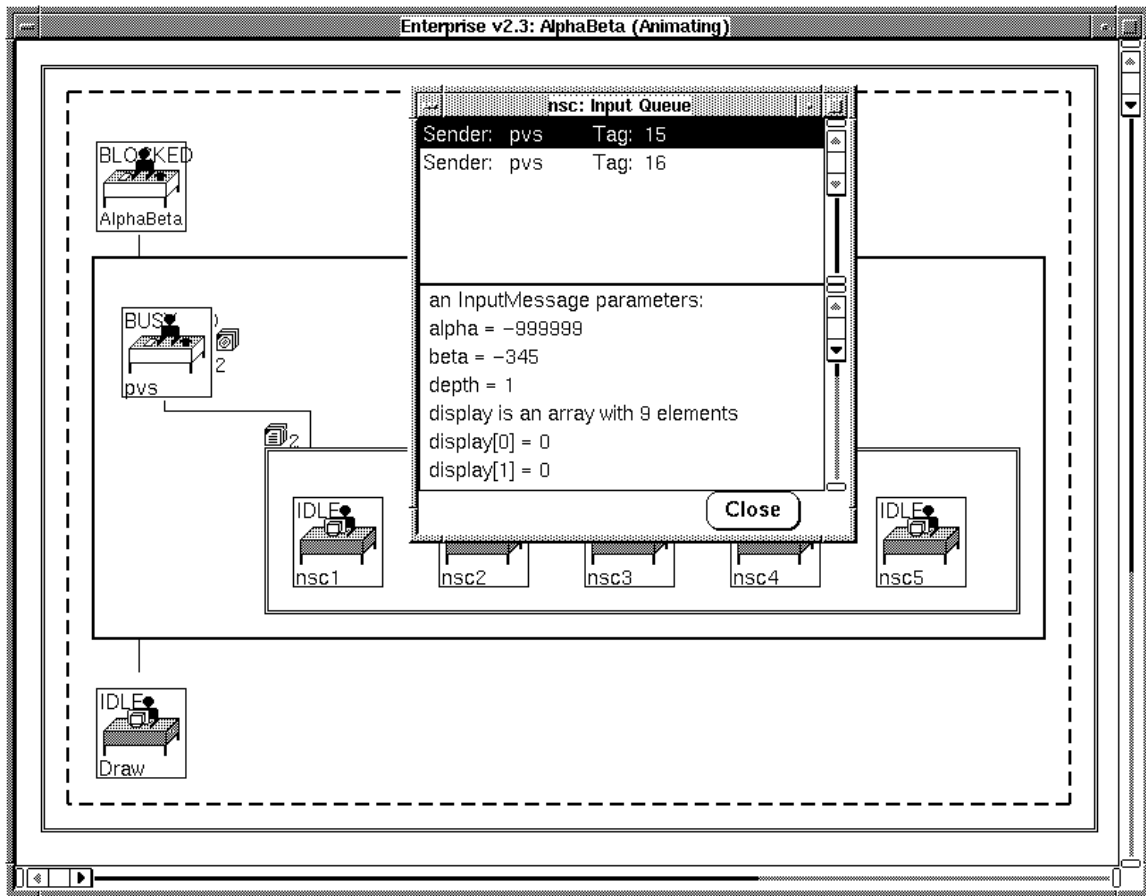 Enterprise v2.3: AlphaBeta (Animating)
nsc: Input Queue
Sender: pvs Tag: 15
Sender: pvs Tag: 16
BLOCKED
AlphaBeta
an InputMessage parameters:
alpha = -999999
beta = -345
depth = 1
display is an array with 9 elements
display[0] = 0
display[1] = 0
Close
BUSY
2
pvs
2
IDLE
nsc1
nsc2
nsc3
nsc4
IDLE
nsc5
IDLE
Draw